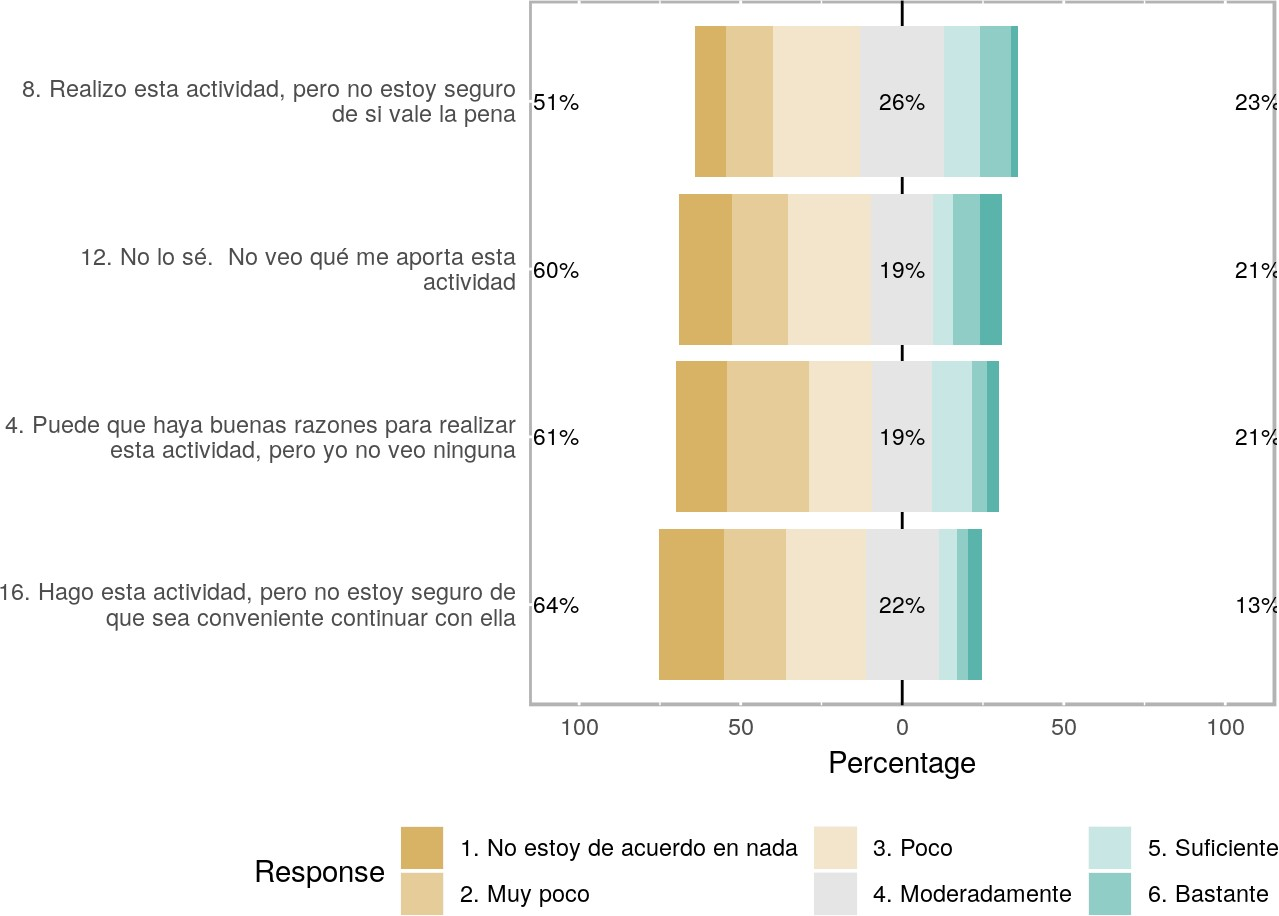 8. Realizo esta actividad, pero no estoy seguro
de si vale la pena
51%
26%
23%
12. No lo sé.  No veo qué me aporta esta
actividad
60%
19%
21%
4. Puede que haya buenas razones para realizar
esta actividad, pero yo no veo ninguna
61%
19%
21%
16. Hago esta actividad, pero no estoy seguro de
que sea conveniente continuar con ella
64%
22%
13%
100 50 0 50 100
Percentage
Response
1. No estoy de acuerdo en nada
2. Muy poco
3. Poco
4. Moderadamente
5. Suficiente
6. Bastante